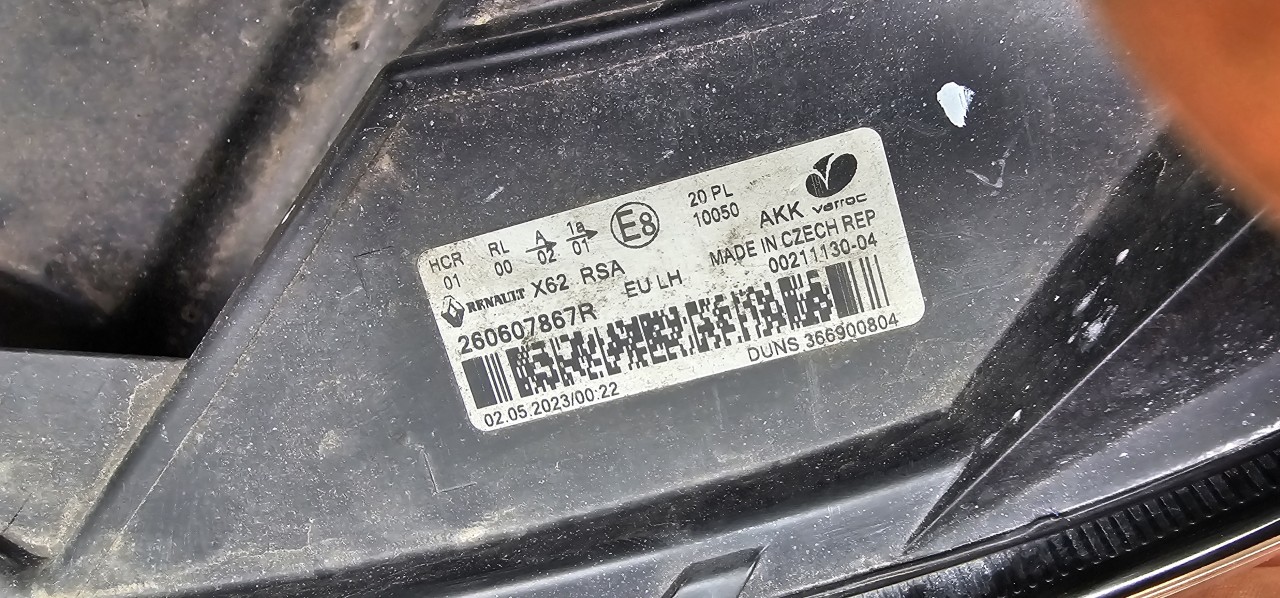 HCR RL A 1a E8 20 PL
01 00 02 01 10050 AKK varroc
RENAULT X62 RSA MADE IN CZECH REP
EU LH 00211130-04
260607867R
DUNS 366900804
02.05.2023/00:22